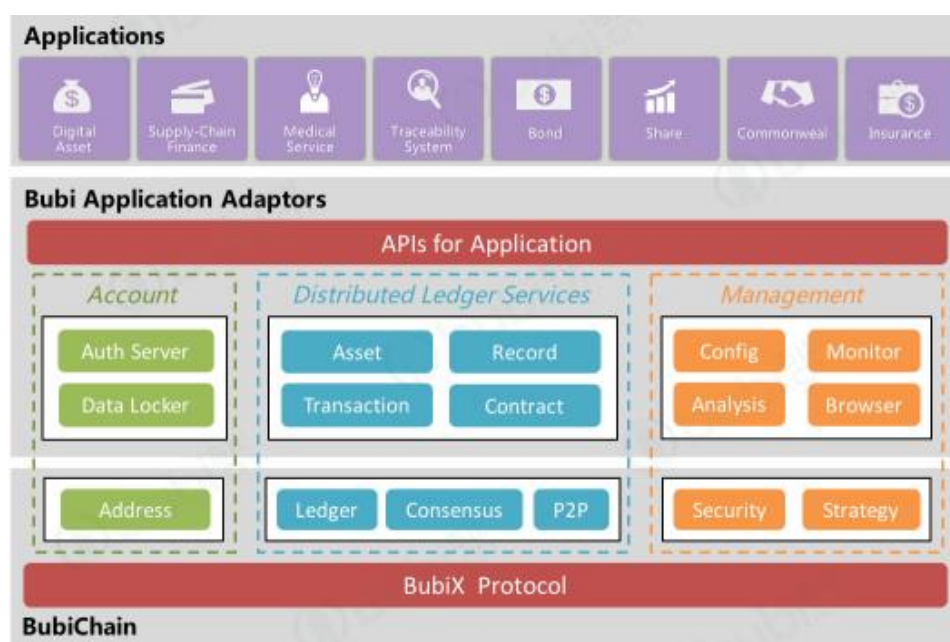 Applications
Digital
Asset
Supply-Chain
Finance
Medical
Service
Traceability
System
Bond
Share
Commonweal
Insurance
Bubi Application Adaptors
APIs for Application
Account
Distributed Ledger Services
Management
Auth Server
Asset
Record
Config
Monitor
Data Locker
Transaction
Contract
Analysis
Browser
Address
Ledger
Consensus
P2P
Security
Strategy
BubiX Protocol
BubiChain